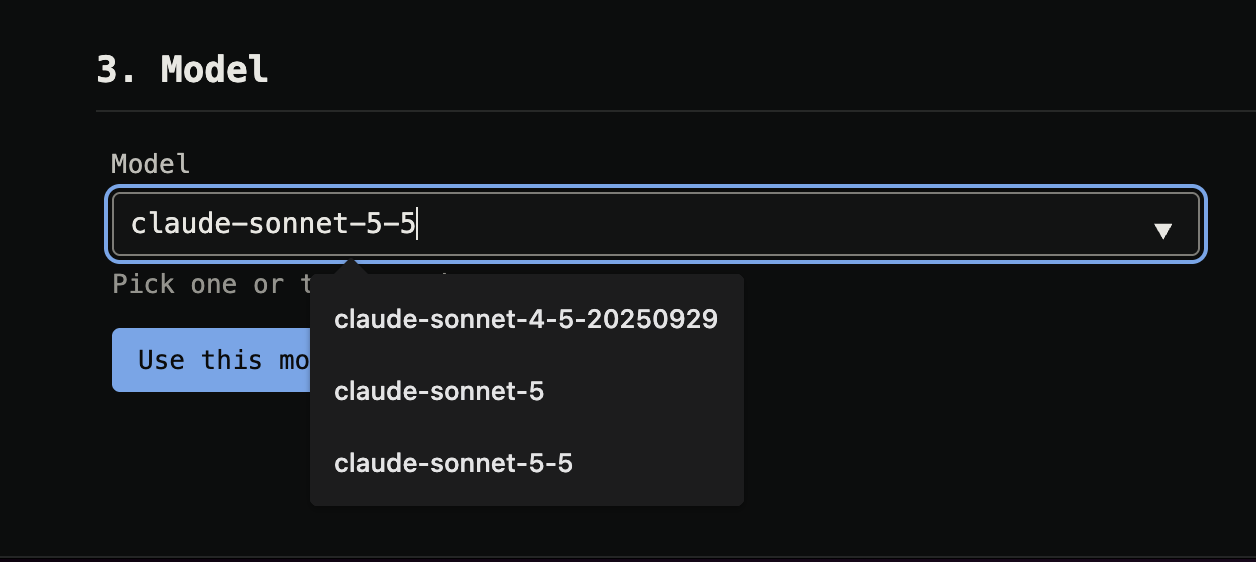 3. Model
Model
claude-sonnet-5-5
Pick one or
claude-sonnet-4-5-20250929
Use this
claude-sonnet-5
claude-sonnet-5-5